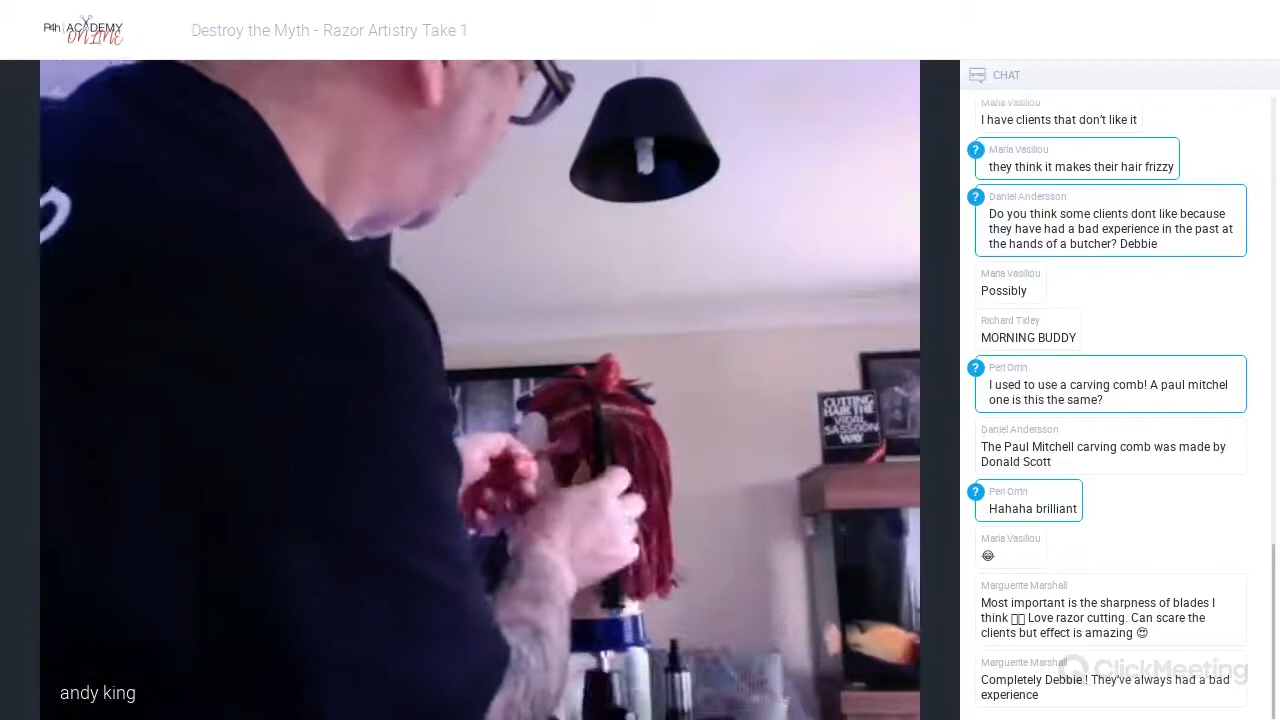 P4h ACADEMY
ONLINE
Destroy the Myth - Razor Artistry Take 1
CHAT
Maria Vasiliou
I have clients that don't like it
Maria Vasiliou
they think it makes their hair frizzy
Daniel Andersson
Do you think some clients dont like because
they have had a bad experience in the past at
the hands of a butcher? Debbie
Maria Vasiliou
Possibly
Richard Tidey
MORNING BUDDY
Peri Orrin
I used to use a carving comb! A paul mitchel
one is this the same?
Daniel Andersson
The Paul Mitchell carving comb was made by
Donald Scott
Peri Orrin
Hahaha brilliant
Maria Vasiliou
😂
Marguerite Marshall
Most important is the sharpness of blades I
think Love razor cutting. Can scare the
clients but effect is amazing 😍
Marguerite Marshall
Completely Debbie ! They've always had a bad
experience
ClickMeeting
CUTTING
HAIR THE
VIDAL
SASSOON
WAY
andy king